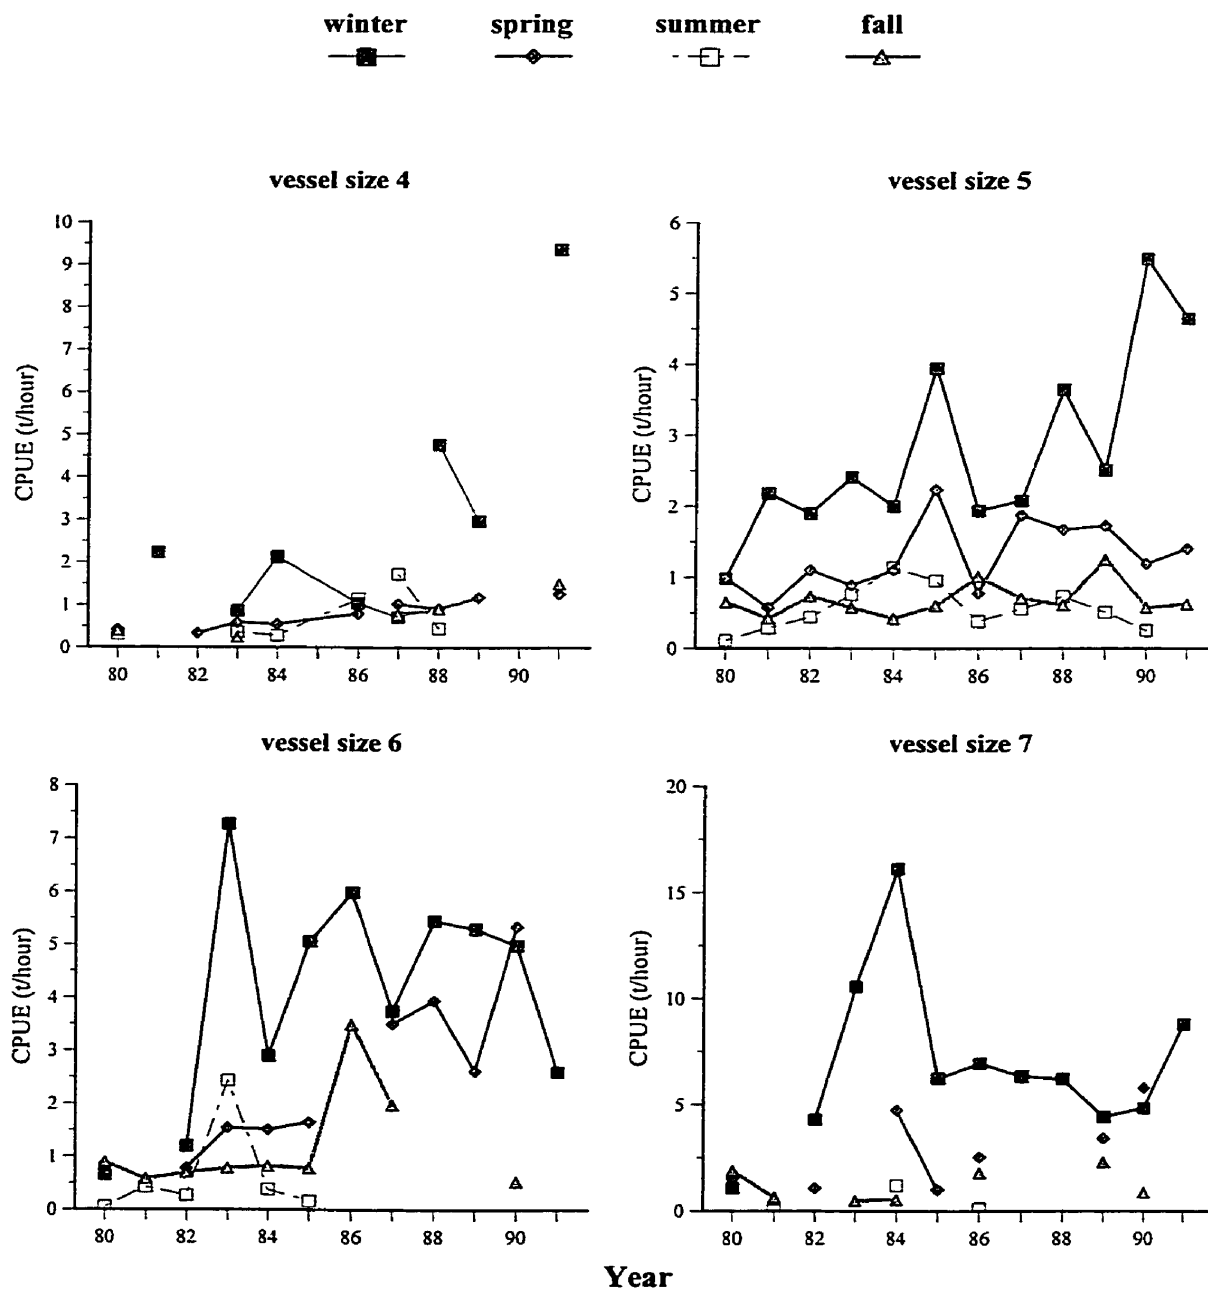 winter spring summer fall
vessel size 4
CPUE (t/hour)
10
9
8
7
6
5
4
3
2
1
0
80 82 84 86 88 90
vessel size 5
CPUE (t/hour)
6
5
4
3
2
1
0
80 82 84 86 88 90
vessel size 6
CPUE (t/hour)
8
7
6
5
4
3
2
1
0
80 82 84 86 88 90
vessel size 7
CPUE (t/hour)
20
15
10
5
0
80 82 84 86 88 90
Year